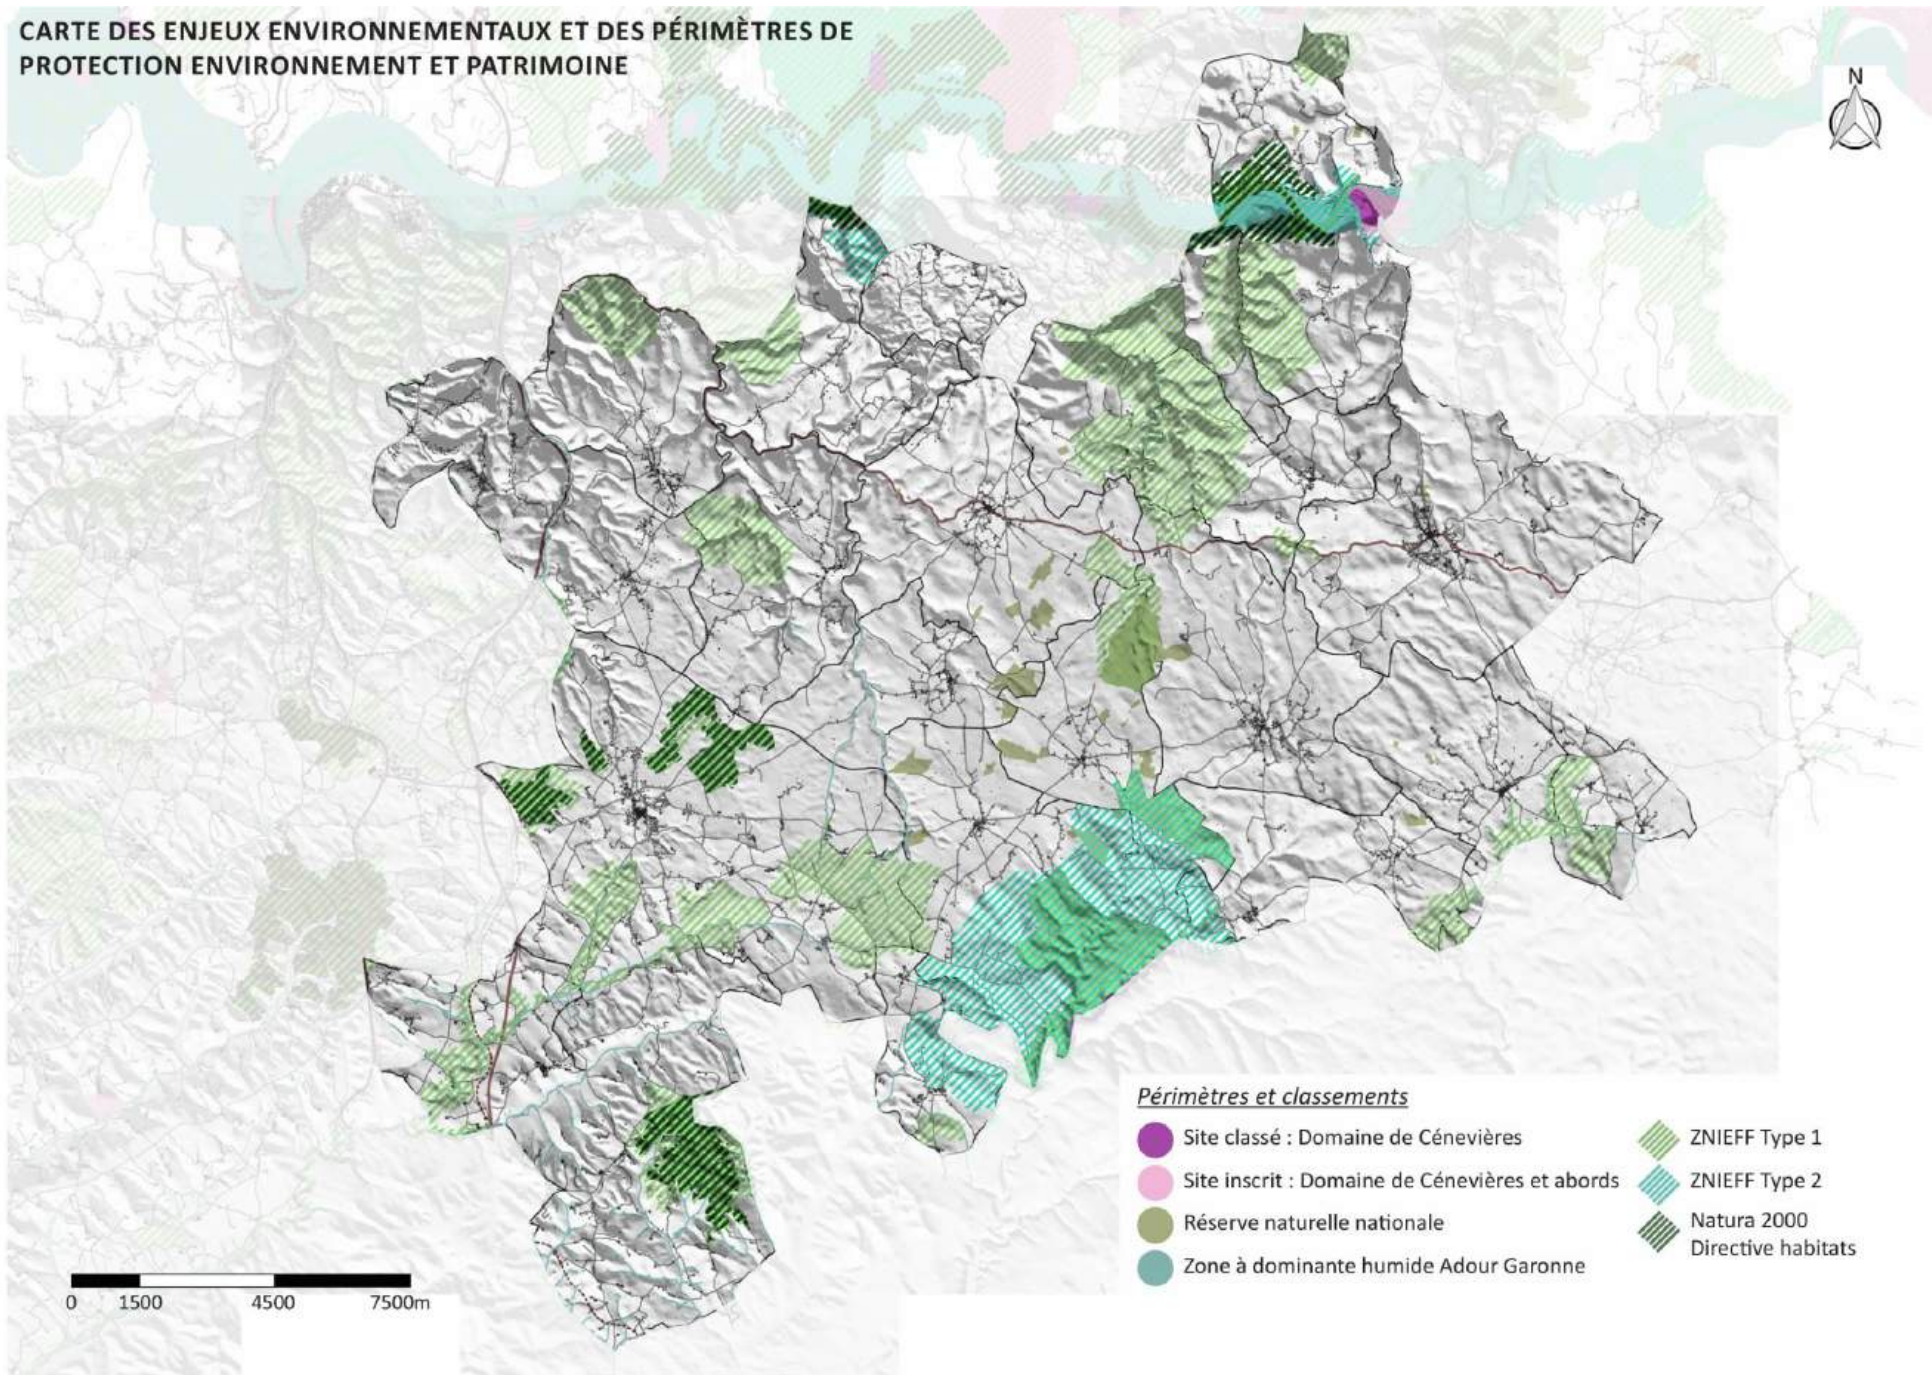 CARTE DES ENJEUX ENVIRONNEMENTAUX ET DES PÉRIMÈTRES DE
PROTECTION ENVIRONNEMENT ET PATRIMOINE
N
Périmètres et classements
Site classé : Domaine de Cénevières
Site inscrit : Domaine de Cénevières et abords
Réserve naturelle nationale
Zone à dominante humide Adour Garonne
ZNIEFF Type 1
ZNIEFF Type 2
Natura 2000
Directive habitats
0 1500 4500 7500m